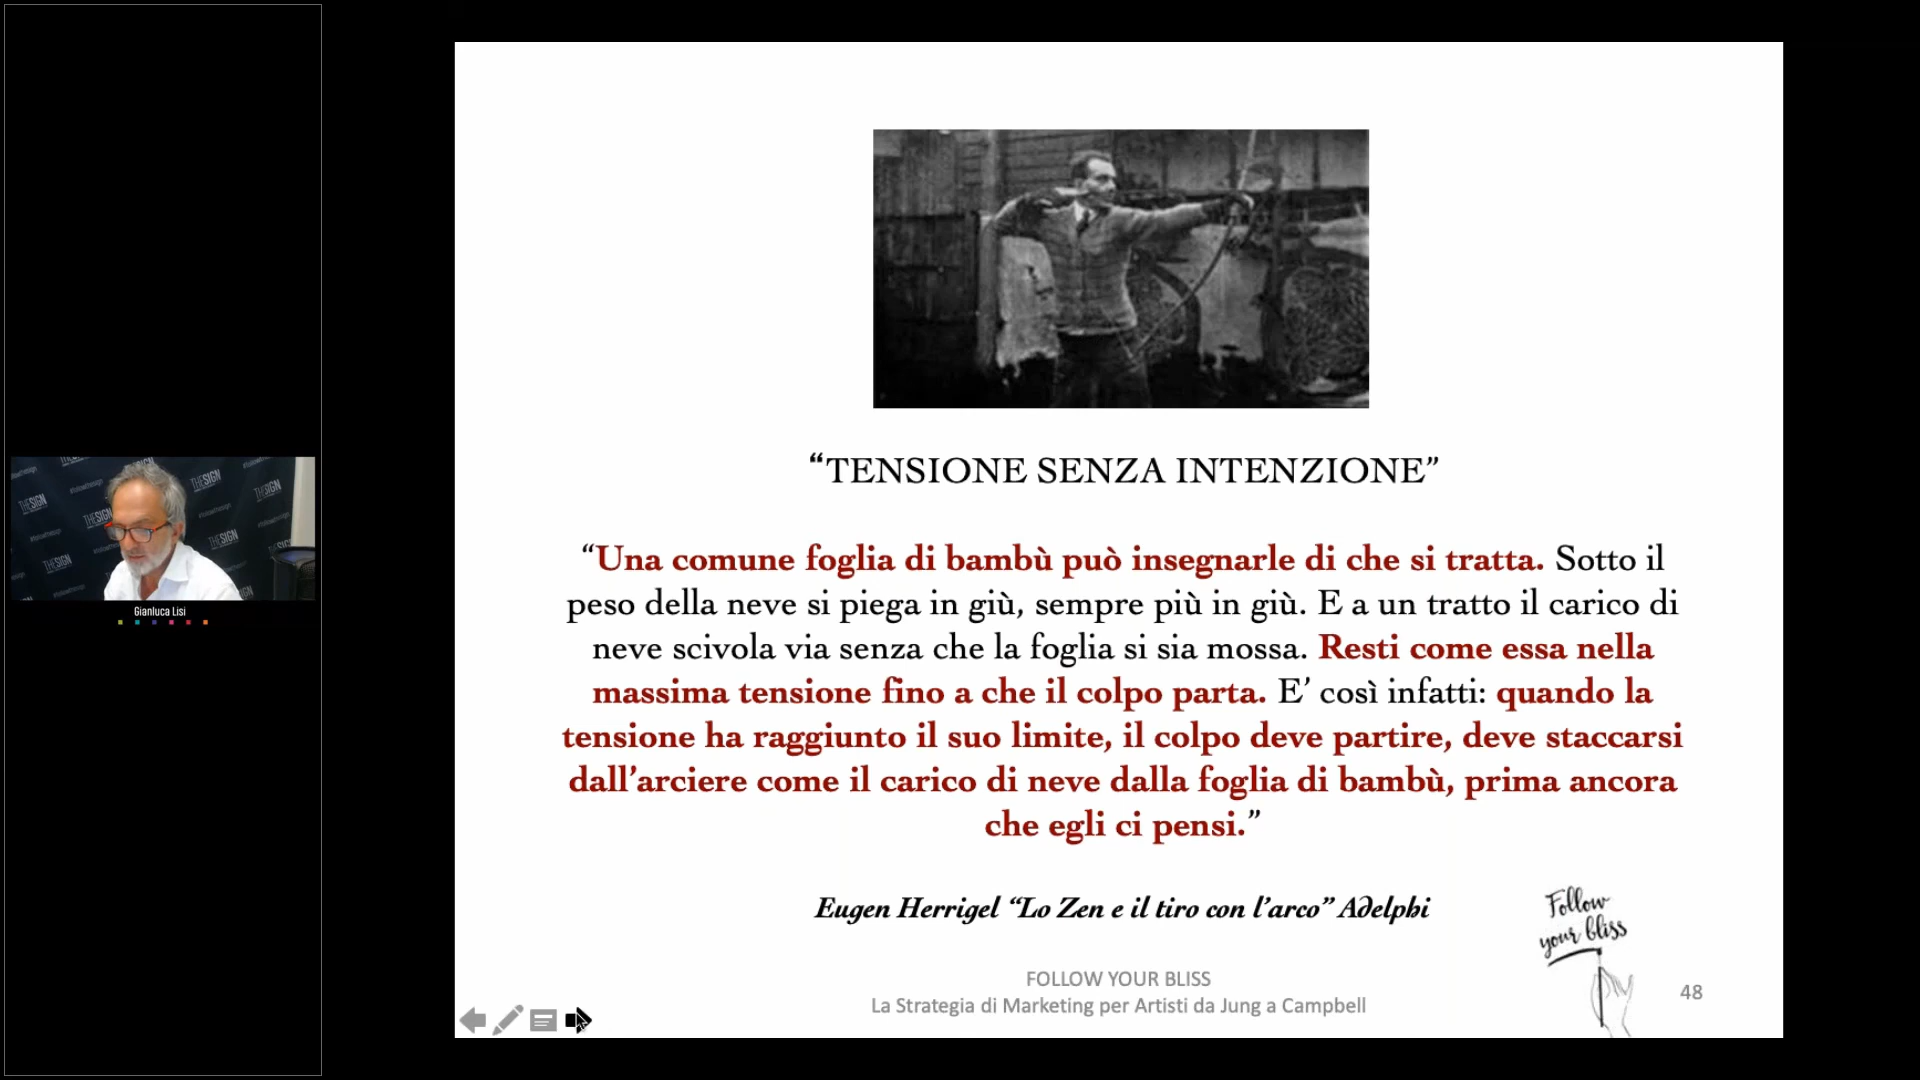 “TENSIONE SENZA INTENZIONE”
“Una comune foglia di bambù può insegnarle di che si tratta. Sotto il
peso della neve si piega in giù, sempre più in giù. E a un tratto il carico di
neve scivola via senza che la foglia si sia mossa. Resti come essa nella
massima tensione fino a che il colpo parta. E’ così infatti: quando la
tensione ha raggiunto il suo limite, il colpo deve partire, deve staccarsi
dall’arciere come il carico di neve dalla foglia di bambù, prima ancora
che egli ci pensi.”
Eugen Herrigel “Lo Zen e il tiro con l’arco” Adelphi
Follow
your bliss
FOLLOW YOUR BLISS
La Strategia di Marketing per Artisti da Jung a Campbell
48
THESIGN
THESIGN
THESIGN
THESIGN
THESIGN
Gianluca Lisi